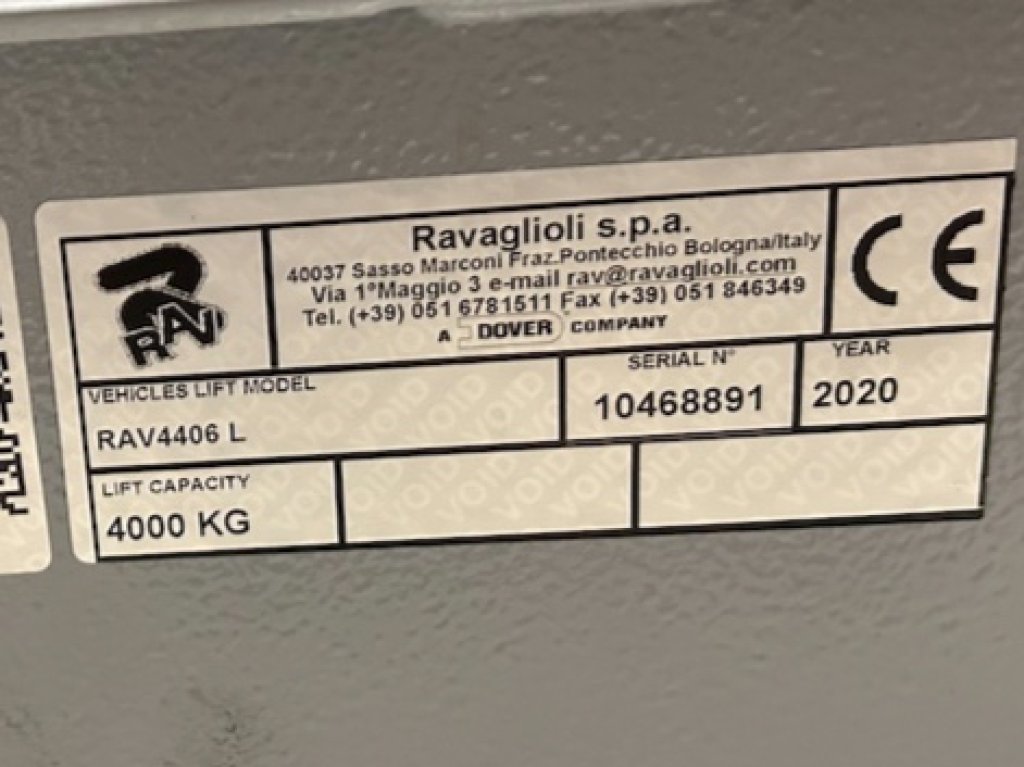 RAV
Ravaglioli s.p.a.
40037 Sasso Marconi Fraz.Pontecchio Bologna/Italy
Via 1°Maggio 3 e-mail rav@ravaglioli.com
Tel. (+39) 051 6781511 Fax (+39) 051 846349
A DOVER COMPANY
CE
VEHICLES LIFT MODEL
RAV4406 L
SERIAL N°
10468891
YEAR
2020
LIFT CAPACITY
4000 KG